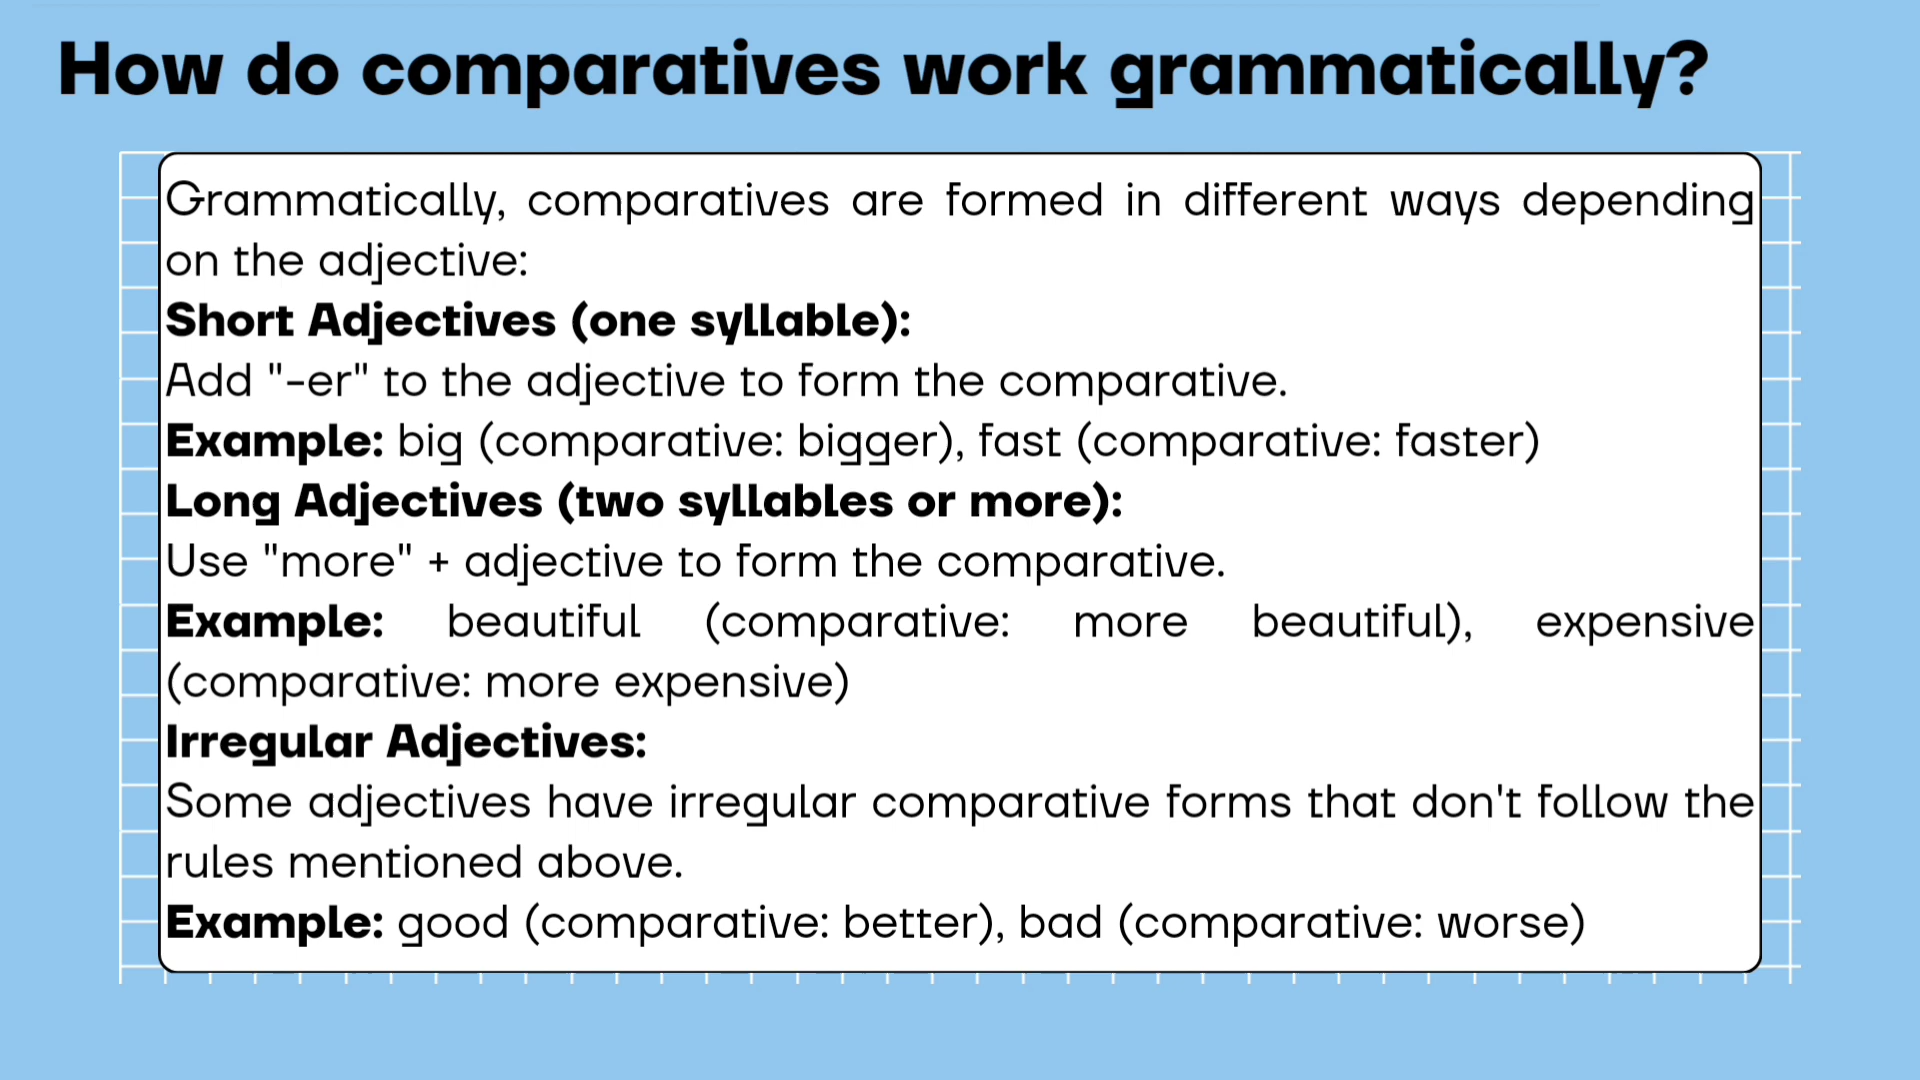 How do comparatives work grammatically?
Grammatically, comparatives are formed in different ways depending
on the adjective:
Short Adjectives (one syllable):
Add "-er" to the adjective to form the comparative.
Example: big (comparative: bigger), fast (comparative: faster)
Long Adjectives (two syllables or more):
Use "more" + adjective to form the comparative.
Example: beautiful (comparative: more beautiful), expensive
(comparative: more expensive)
Irregular Adjectives:
Some adjectives have irregular comparative forms that don't follow the
rules mentioned above.
Example: good (comparative: better), bad (comparative: worse)